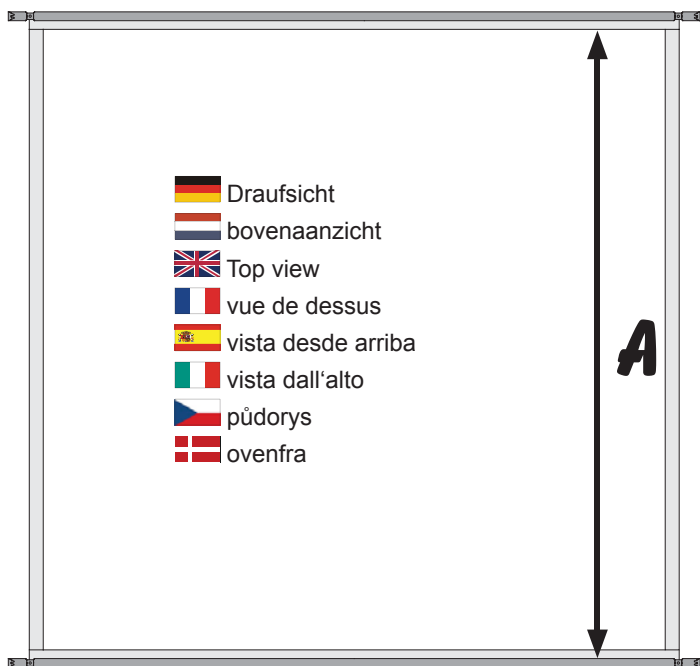 Draufsicht
bovenaanzicht
Top view
vue de dessus
vista desde arriba
vista dall‘alto
půdorys
ovenfra
A